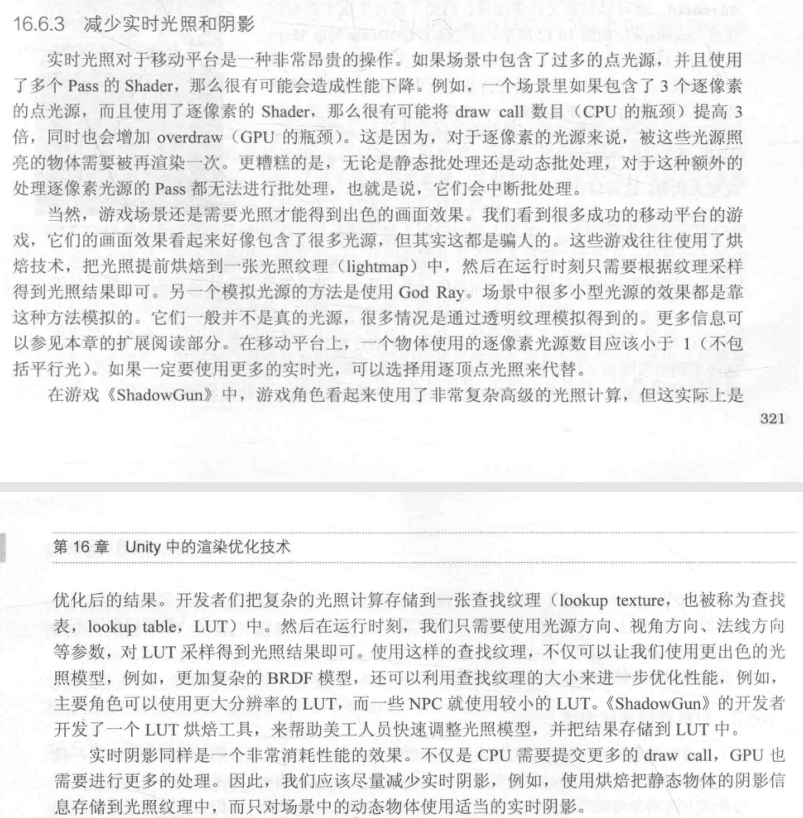 16.6.3 减少实时光照和阴影
实时光照对于移动平台是一种非常昂贵的操作。如果场景中包含了过多的点光源，并且使用
了多个 Pass 的 Shader，那么很有可能会造成性能下降。例如，一个场景里如果包含了 3 个逐像素
的点光源，而且使用了逐像素的 Shader，那么很有可能将 draw call 数目（CPU 的瓶颈）提高 3
倍，同时也会增加 overdraw（GPU 的瓶颈）。这是因为，对于逐像素的光源来说，被这些光源照
亮的物体需要被再渲染一次。更糟糕的是，无论是静态批处理还是动态批处理，对于这种额外的
处理逐像素光源的 Pass 都无法进行批处理，也就是说，它们会中断批处理。
当然，游戏场景还是需要光照才能得到出色的画面效果。我们看到很多成功的移动平台的游
戏，它们的画面效果看起来好像包含了很多光源，但其实这都是骗人的。这些游戏往往使用了烘
焙技术，把光照提前烘焙到一张光照纹理（lightmap）中，然后在运行时刻只需要根据纹理采样
得到光照结果即可。另一个模拟光源的方法是使用 God Ray。场景中很多小型光源的效果都是靠
这种方法模拟的。它们一般并不是真的光源，很多情况是通过透明纹理模拟得到的。更多信息可
以参见本章的扩展阅读部分。在移动平台上，一个物体使用的逐像素光源数目应该小于 1（不包
括平行光）。如果一定要使用更多的实时光，可以选择用逐顶点光照来代替。
在游戏《ShadowGun》中，游戏角色看起来使用了非常复杂高级的光照计算，但这实际上是
321
第 16 章 Unity 中的渲染优化技术
优化后的结果。开发者们把复杂的光照计算存储到一张查找纹理（lookup texture，也被称为查找
表，lookup table，LUT）中。然后在运行时刻，我们只需要使用光源方向、视角方向、法线方向
等参数，对 LUT 采样得到光照结果即可。使用这样的查找纹理，不仅可以让我们使用更出色的光
照模型，例如，更加复杂的 BRDF 模型，还可以利用查找纹理的大小来进一步优化性能，例如，
主要角色可以使用更大分辨率的 LUT，而一些 NPC 就使用较小的 LUT。《ShadowGun》的开发者
开发了一个 LUT 烘焙工具，来帮助美工人员快速调整光照模型，并把结果存储到 LUT 中。
实时阴影同样是一个非常消耗性能的效果。不仅是 CPU 需要提交更多的 draw call，GPU 也
需要进行更多的处理。因此，我们应该尽量减少实时阴影，例如，使用烘焙把静态物体的阴影信
息存储到光照纹理中，而只对场景中的动态物体使用适当的实时阴影。